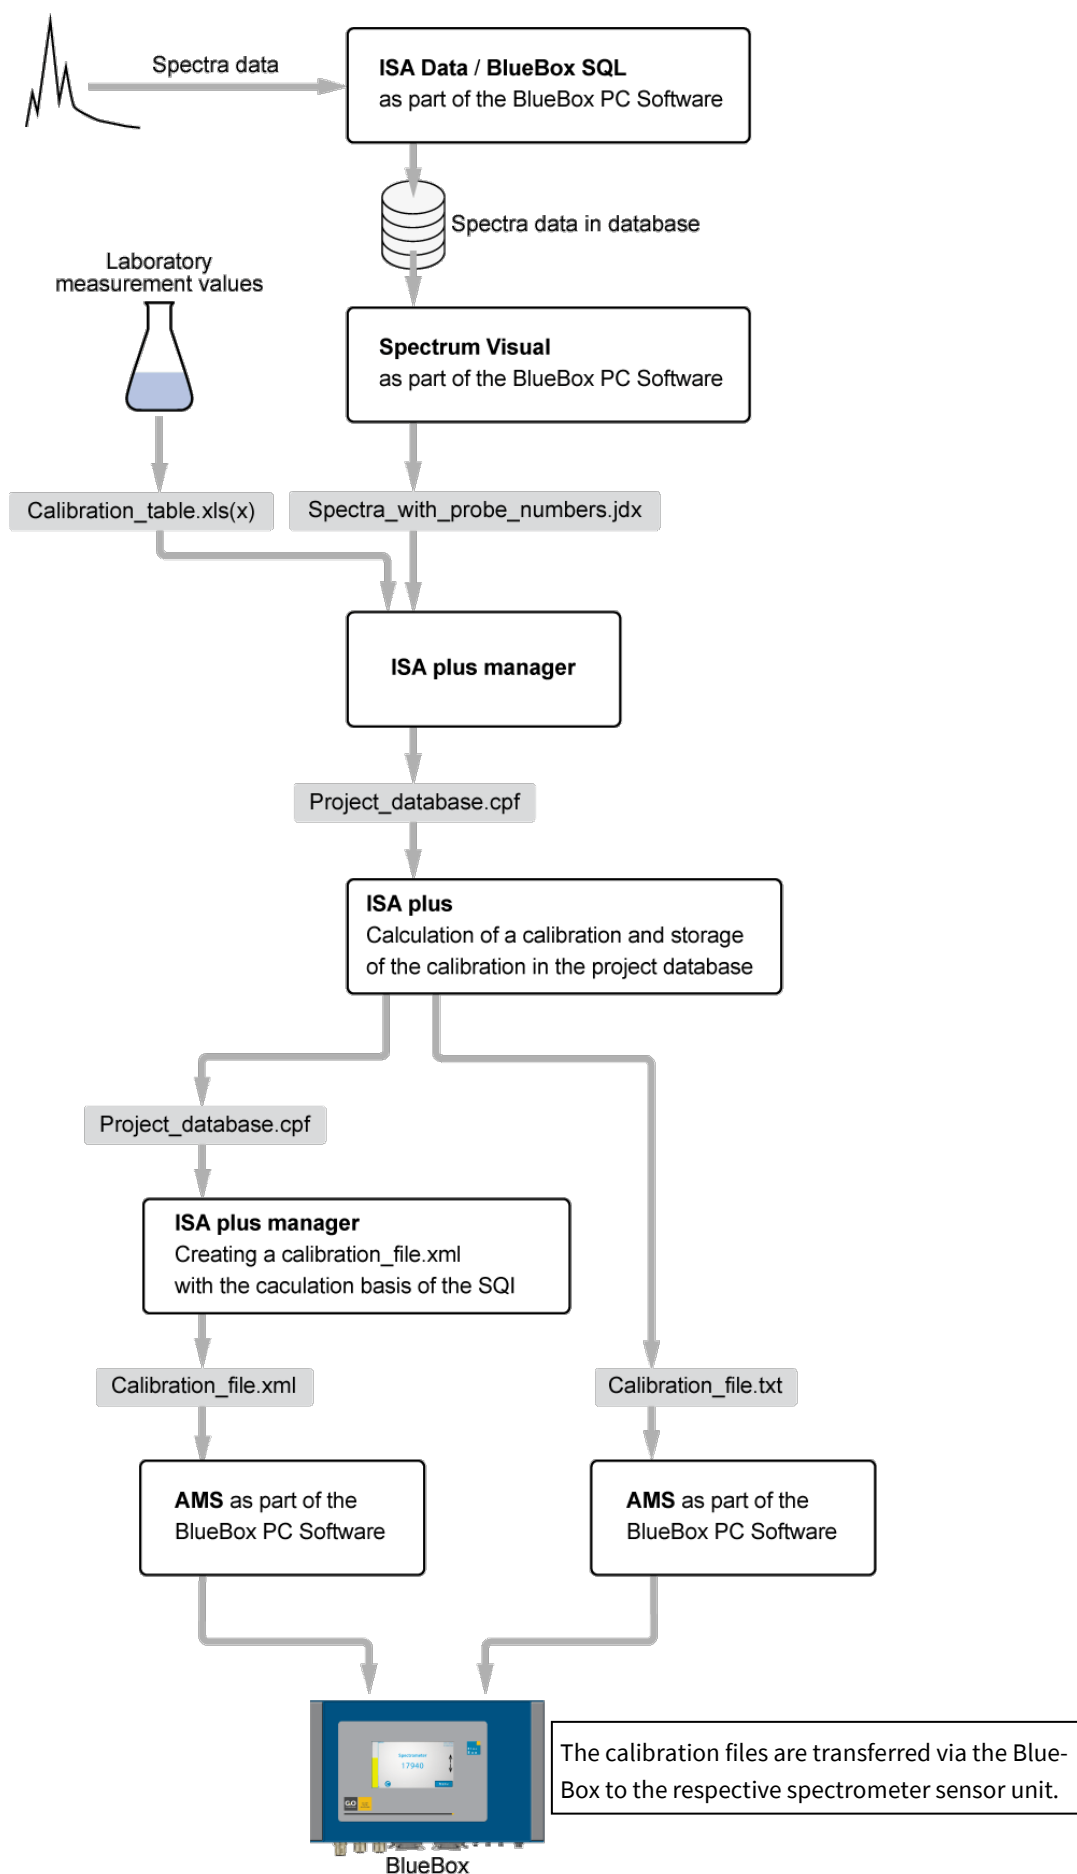 Spectra data
ISA Data / BlueBox SQL
as part of the BlueBox PC Software
Spectra data in database
Laboratory
measurement values
Spectrum Visual
as part of the BlueBox PC Software
Calibration_table.xls(x)
Spectra_with_probe_numbers.jdx
ISA plus manager
Project_database.cpf
ISA plus
Calculation of a calibration and storage
of the calibration in the project database
Project_database.cpf
ISA plus manager
Creating a calibration_file.xml
with the caculation basis of the SQI
Calibration_file.xml
Calibration_file.txt
AMS as part of the
BlueBox PC Software
AMS as part of the
BlueBox PC Software
Spectrometer
17940
GO
The calibration files are transferred via the Blue-
Box to the respective spectrometer sensor unit.
BlueBox